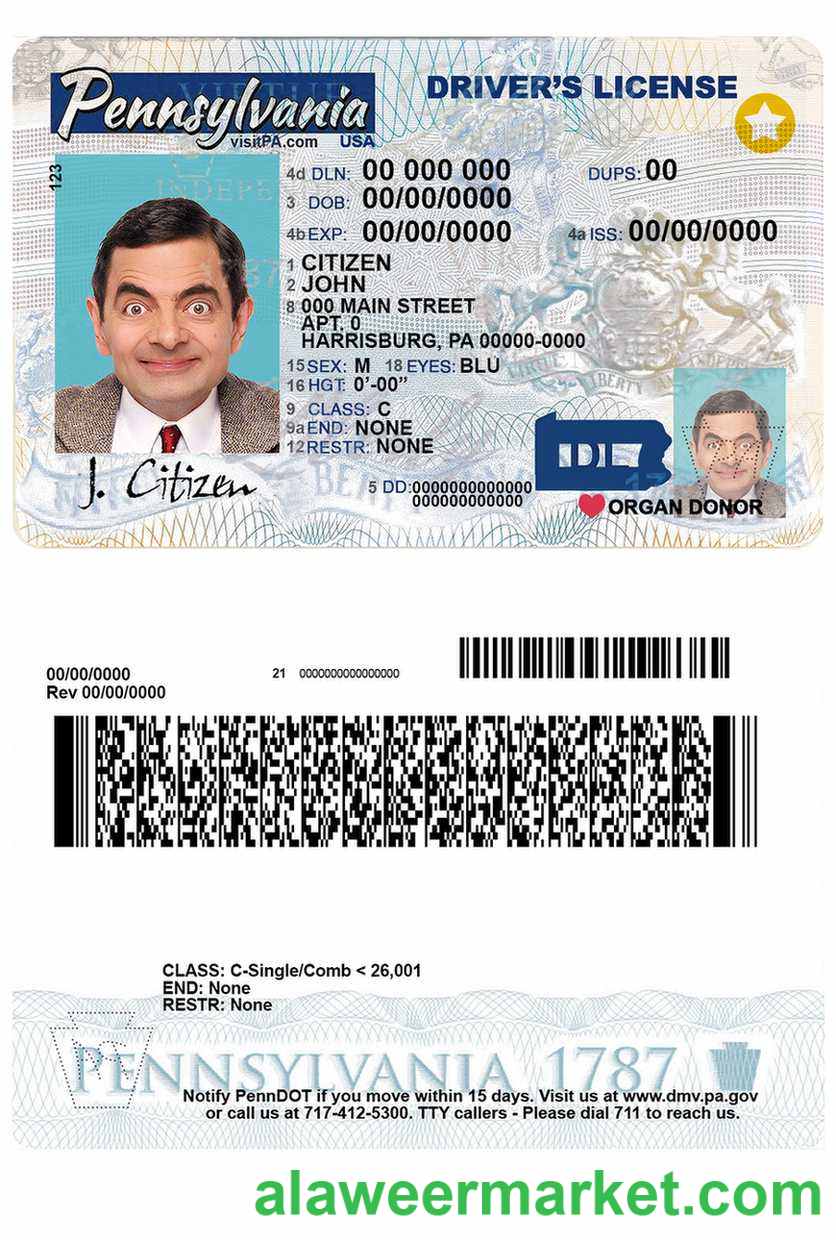 Pennsylvania
visitPA.com USA
DRIVER'S LICENSE
123
4d DLN: 00 000 000 DUPS: 00
3 DOB: 00/00/0000
4b EXP: 00/00/0000 4a ISS: 00/00/0000
1 CITIZEN
2 JOHN
8 000 MAIN STREET
APT. 0
HARRISBURG, PA 00000-0000
15 SEX: M 18 EYES: BLU
16 HGT: 0'-00"
9 CLASS: C
9a END: NONE
12 RESTR: NONE
J. Citizen
5 DD: 0000000000000
000000000000
ORGAN DONOR
00/00/0000
Rev 00/00/0000
21 0000000000000000
CLASS: C-Single/Comb < 26,001
END: None
RESTR: None
PENNSYLVANIA 1787
Notify PennDOT if you move within 15 days. Visit us at www.dmv.pa.gov
or call us at 717-412-5300. TTY callers - Please dial 711 to reach us.
alaweermarket.com